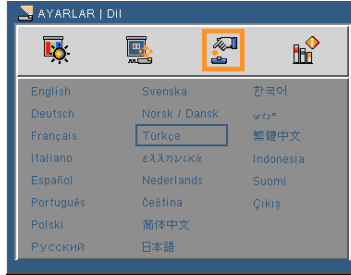 AYARLAR | Dil
English
Svenska
한국어
Deutsch
Norsk / Dansk
Français
Türkçe
繁體中文
Italiano
ελληνικά
Indonesia
Español
Nederlands
Suomi
Português
Čeština
Çıkış
Polski
简体中文
Русский
日本語